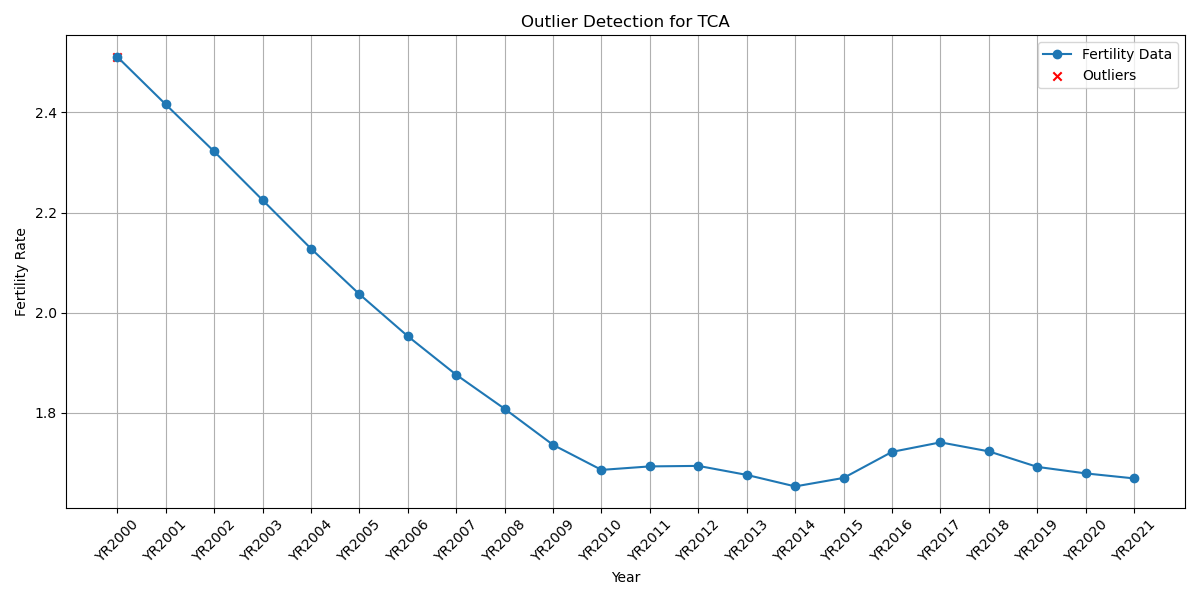 Outlier Detection for TCA
Fertility Data
Outliers
Fertility Rate
2.4
2.2
2.0
1.8
YR2000
YR2001
YR2002
YR2003
YR2004
YR2005
YR2006
YR2007
YR2008
YR2009
YR2010
YR2011
YR2012
YR2013
YR2014
YR2015
YR2016
YR2017
YR2018
YR2019
YR2020
YR2021
Year